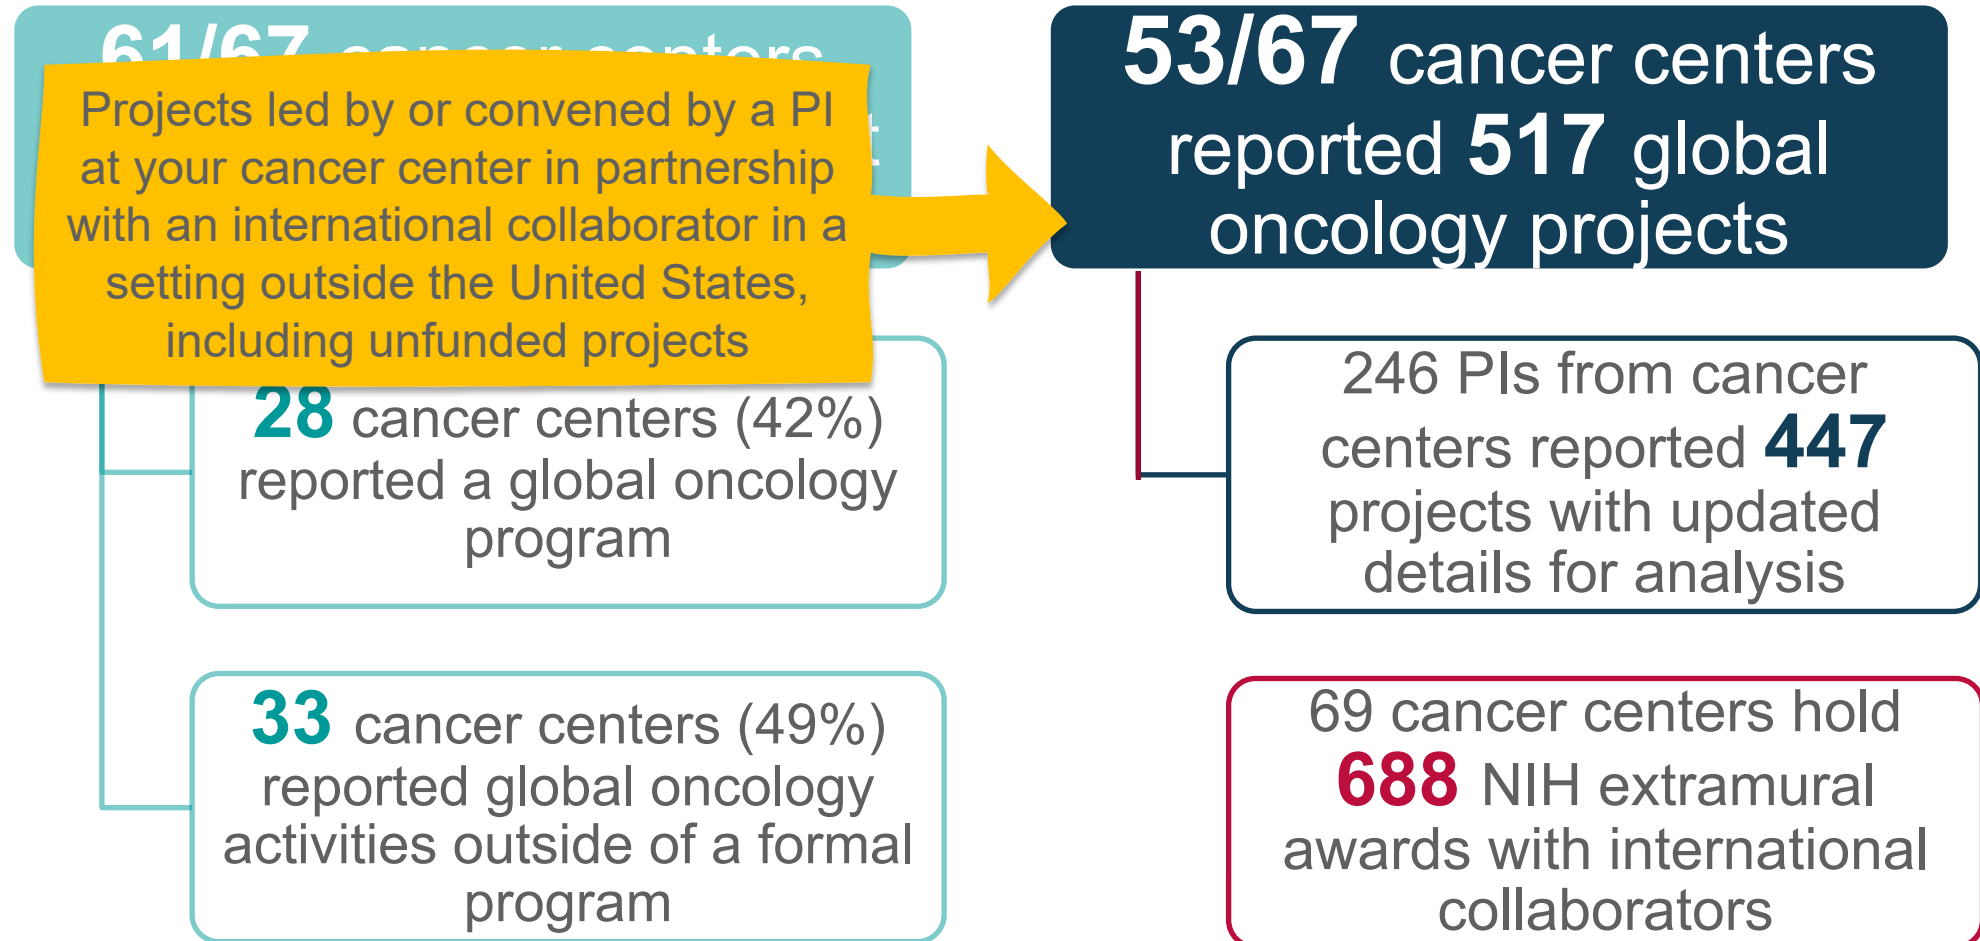 61/67 cancer centers
Projects led by or convened by a PI
at your cancer center in partnership
with an international collaborator in a
setting outside the United States,
including unfunded projects
28 cancer centers (42%)
reported a global oncology
program
33 cancer centers (49%)
reported global oncology
activities outside of a formal
program
53/67 cancer centers
reported 517 global
oncology projects
246 PIs from cancer
centers reported 447
projects with updated
details for analysis
69 cancer centers hold
688 NIH extramural
awards with international
collaborators